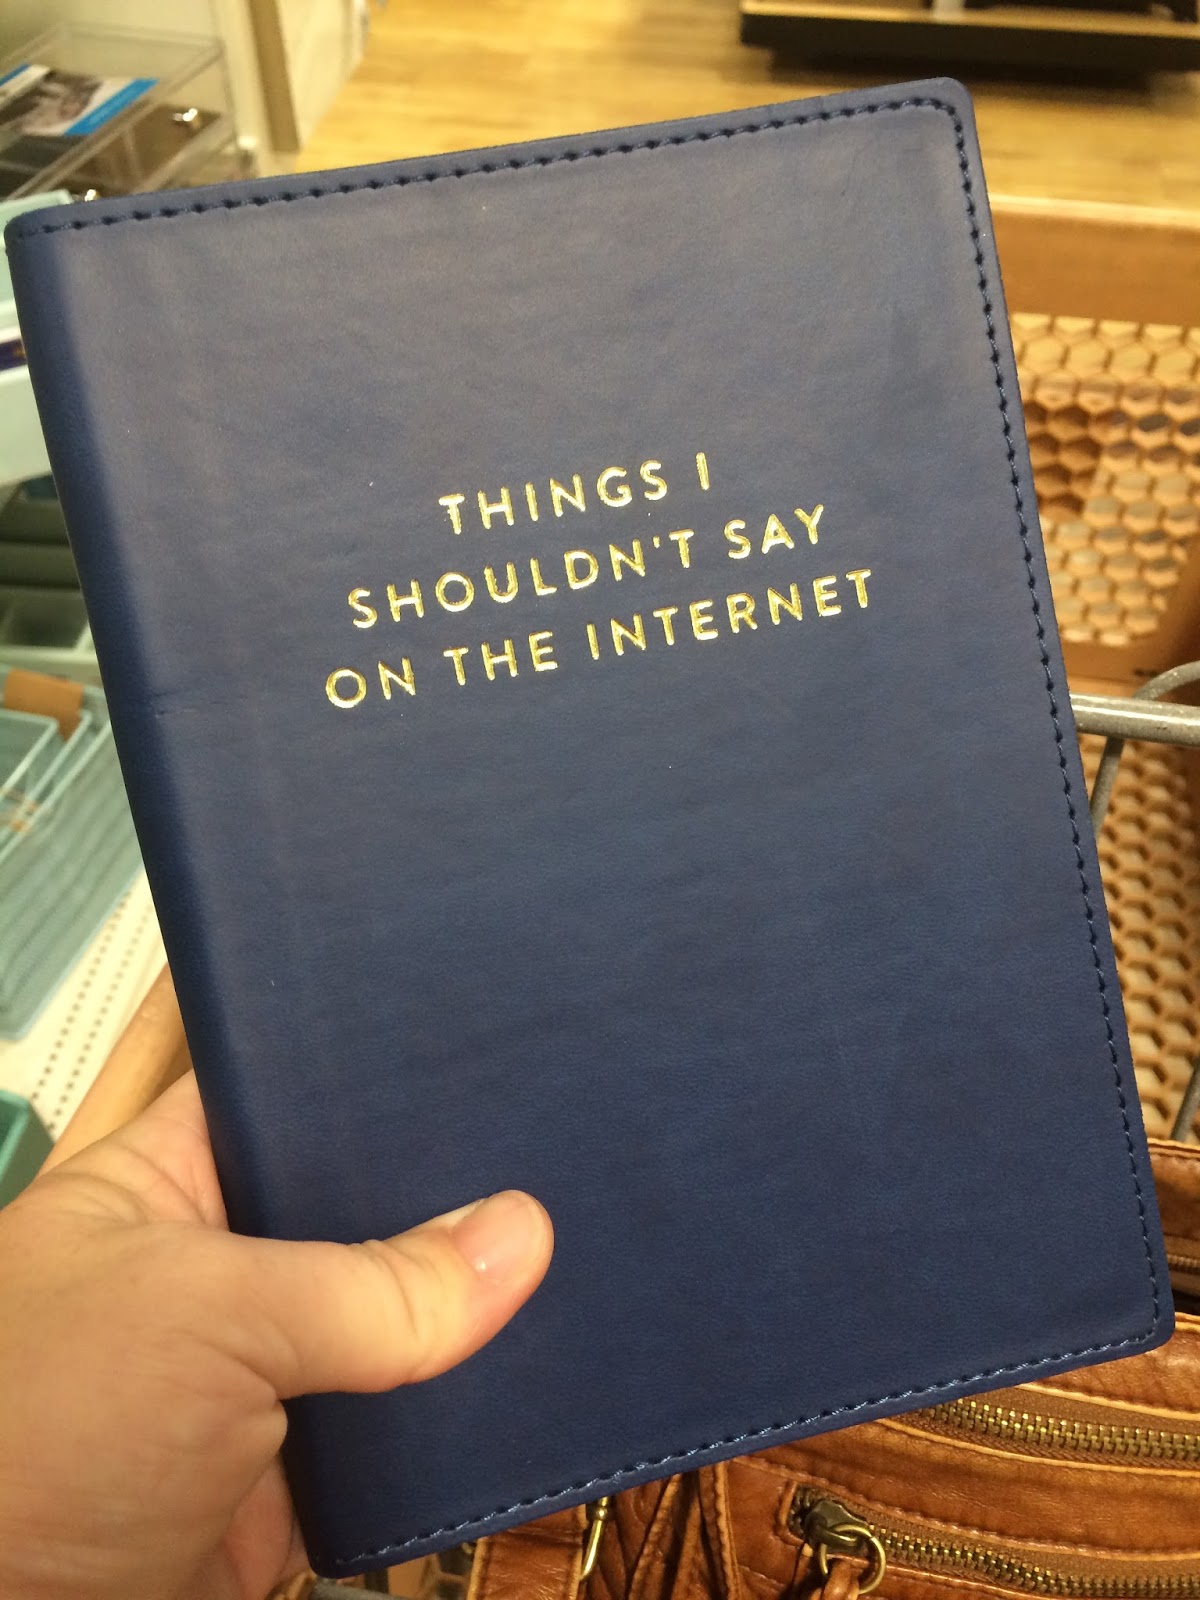 THINGS I
SHOULDN'T SAY
ON THE INTERNET